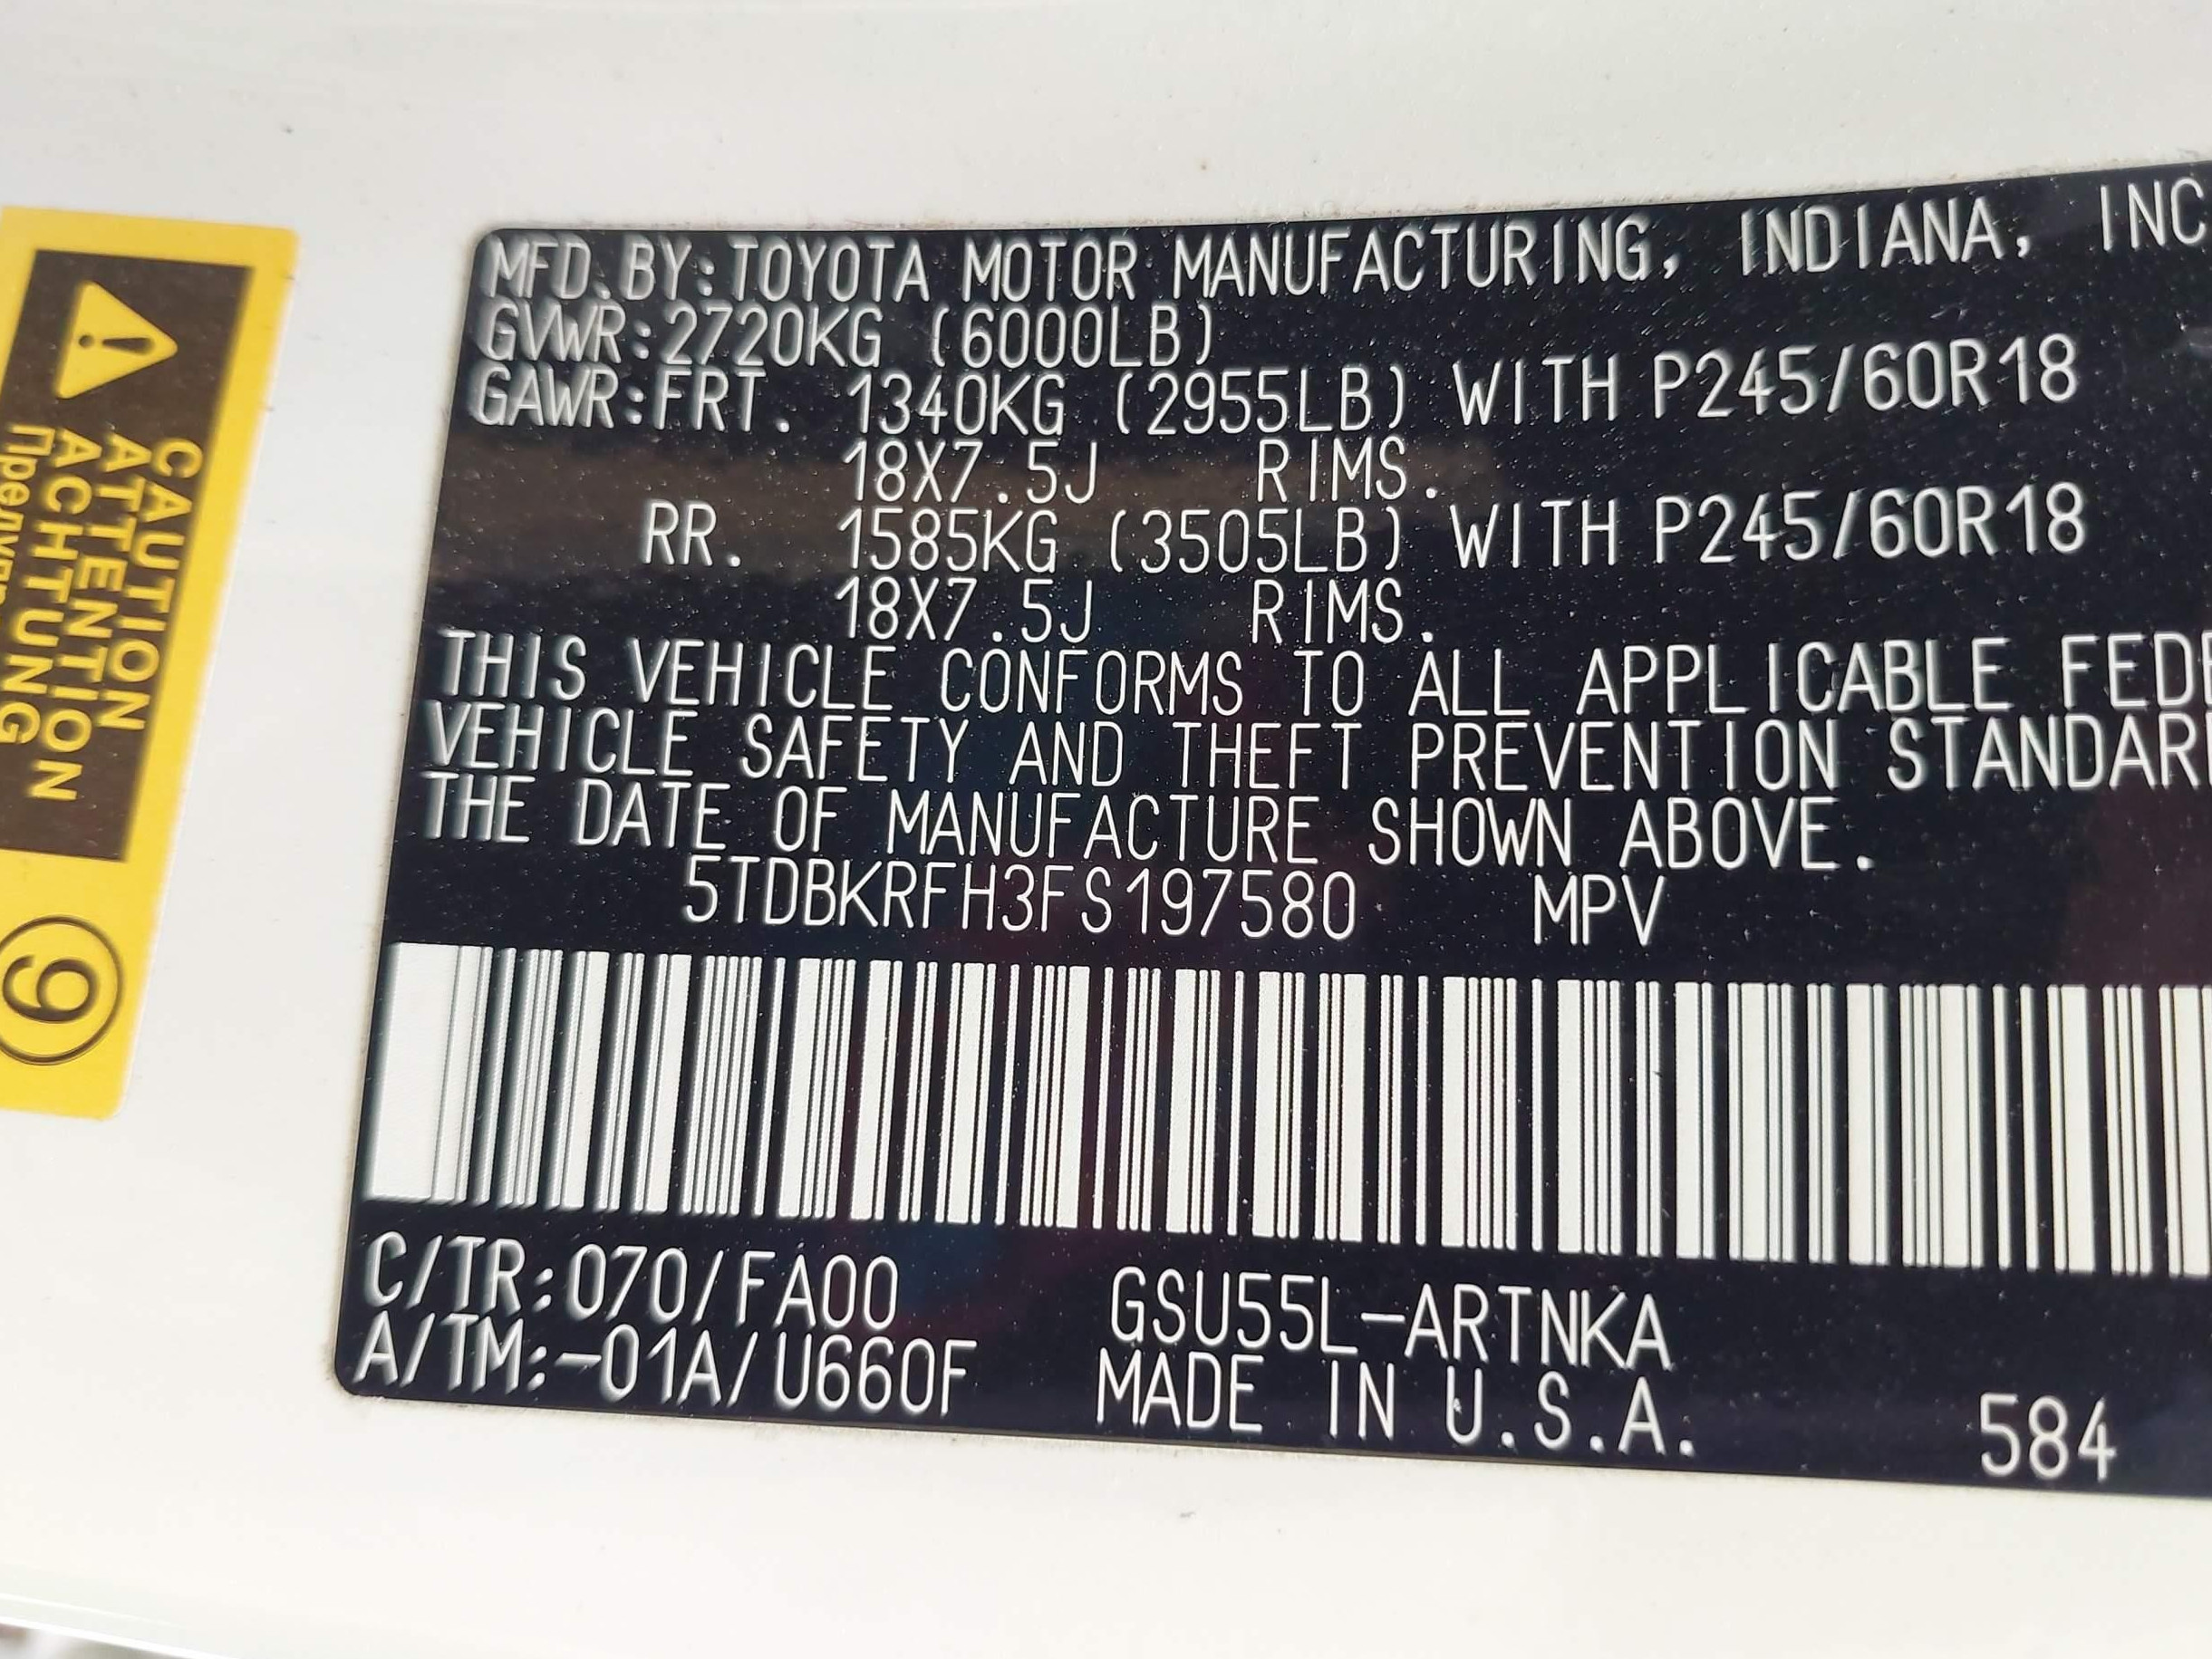 MFD.BY:TOYOTA MOTOR MANUFACTURING, INDIANA, INC
GVWR:2720KG (6000LB)
GAWR:FRT. 1340KG (2955LB) WITH P245/60R18
18X7.5J RIMS.
RR. 1585KG (3505LB) WITH P245/60R18
18X7.5J RIMS.
THIS VEHICLE CONFORMS TO ALL APPLICABLE
VEHICLE SAFETY AND THEFT PREVENTION
THE DATE OF MANUFACTURE SHOWN ABOVE.
5TDBKRFH3FS197580 MPV
C/TR:070/FA00 GSU55L-ARTNKA
A/TM:-01A/U660F MADE IN U.S.A. 584
CAUTION
ATTENTION
ACHTUNG
9